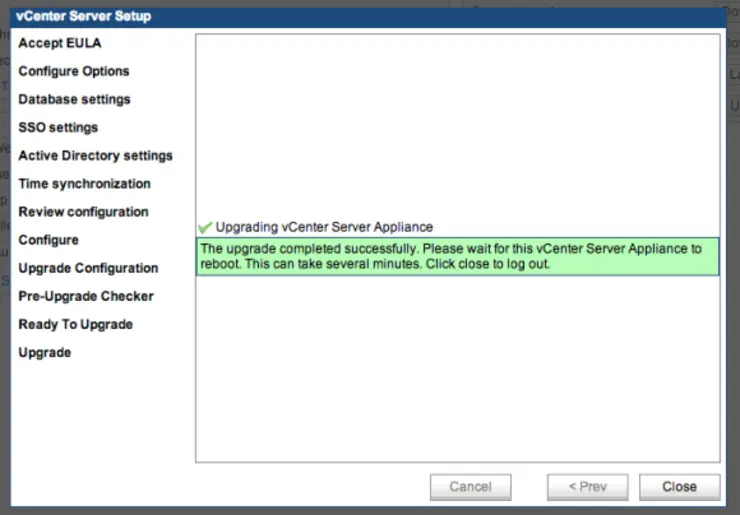 vCenter Server Setup
Accept EULA
Configure Options
Database settings
SSO settings
Active Directory settings
Time synchronization
Review configuration
Configure
Upgrade Configuration
Pre-Upgrade Checker
Ready To Upgrade
Upgrade
Upgrading vCenter Server Appliance
The upgrade completed successfully. Please wait for this vCenter Server Appliance to
reboot. This can take several minutes. Click close to log out.
Cancel
< Prev
Close